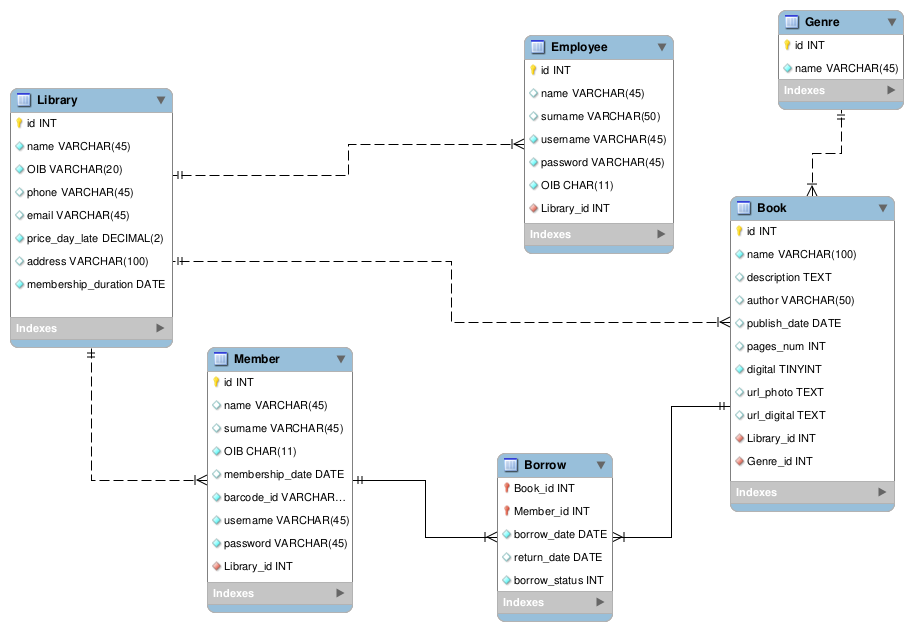 Library
id INT
name VARCHAR(45)
OIB VARCHAR(20)
phone VARCHAR(45)
email VARCHAR(45)
price_day_late DECIMAL(2)
address VARCHAR(100)
membership_duration DATE
Indexes
Employee
id INT
name VARCHAR(45)
surname VARCHAR(50)
username VARCHAR(45)
password VARCHAR(45)
OIB CHAR(11)
Library_id INT
Indexes
Genre
id INT
name VARCHAR(45)
Indexes
Book
id INT
name VARCHAR(100)
description TEXT
author VARCHAR(50)
publish_date DATE
pages_num INT
digital TINYINT
url_photo TEXT
url_digital TEXT
Library_id INT
Genre_id INT
Indexes
Member
id INT
name VARCHAR(45)
surname VARCHAR(45)
OIB CHAR(11)
membership_date DATE
barcode_id VARCHAR...
username VARCHAR(45)
password VARCHAR(45)
Library_id INT
Indexes
Borrow
Book_id INT
Member_id INT
borrow_date DATE
return_date DATE
borrow_status INT
Indexes